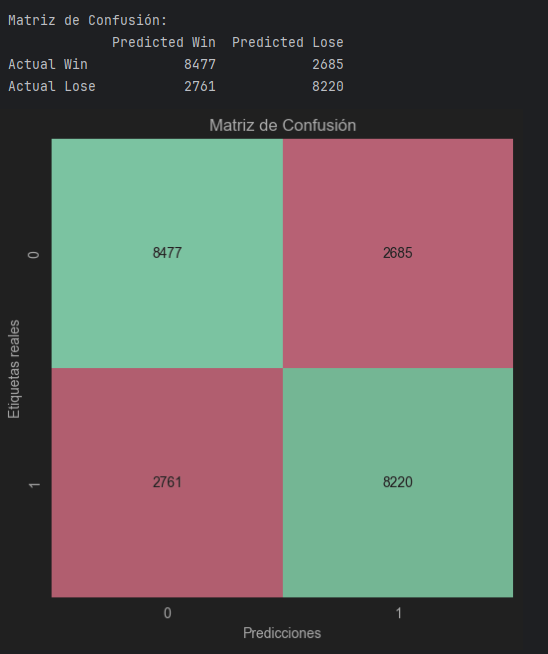 Matriz de Confusión:
Predicted Win Predicted Lose
Actual Win 8477 2685
Actual Lose 2761 8220
Matriz de Confusión
8477 2685
0
Etiquetas reales
2761 8220
1
0 1
Predicciones